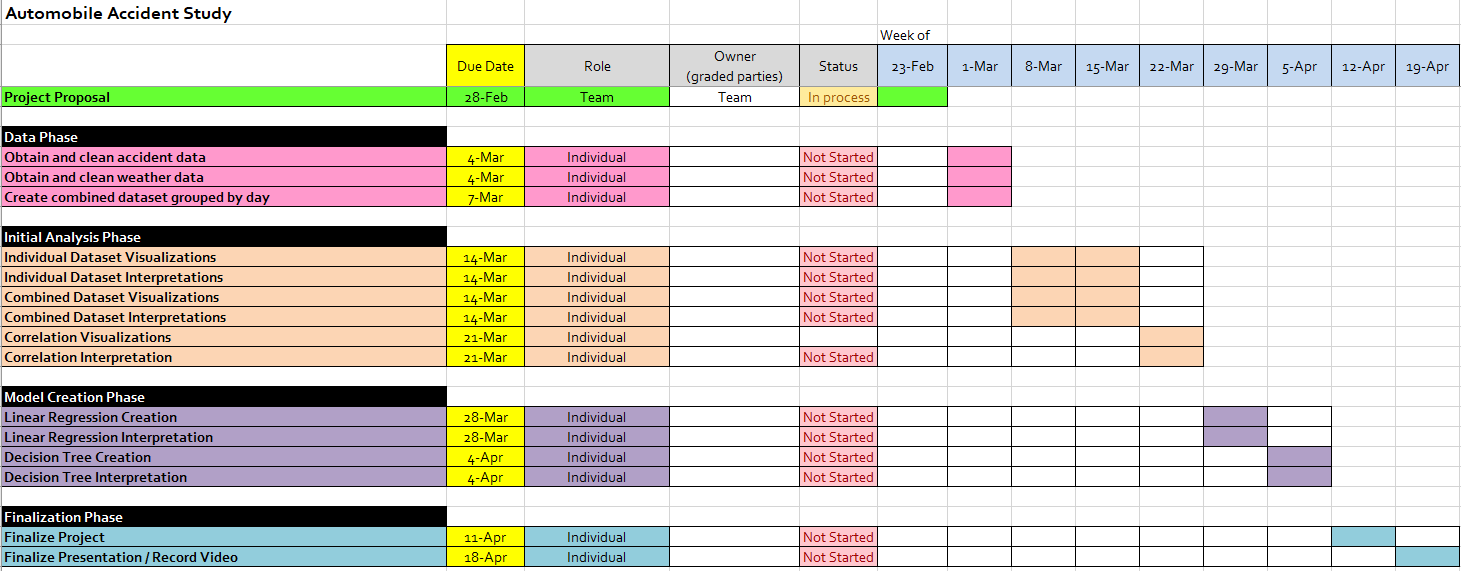 Automobile Accident Study
Week of
Due Date Role Owner (graded parties) Status 23-Feb 1-Mar 8-Mar 15-Mar 22-Mar 29-Mar 5-Apr 12-Apr 19-Apr
Project Proposal 28-Feb Team Team In process
Data Phase
Obtain and clean accident data 4-Mar Individual Not Started
Obtain and clean weather data 4-Mar Individual Not Started
Create combined dataset grouped by day 7-Mar Individual Not Started
Initial Analysis Phase
Individual Dataset Visualizations 14-Mar Individual Not Started
Individual Dataset Interpretations 14-Mar Individual Not Started
Combined Dataset Visualizations 14-Mar Individual Not Started
Combined Dataset Interpretations 14-Mar Individual Not Started
Correlation Visualizations 21-Mar Individual
Correlation Interpretation 21-Mar Individual Not Started
Model Creation Phase
Linear Regression Creation 28-Mar Individual Not Started
Linear Regression Interpretation 28-Mar Individual Not Started
Decision Tree Creation 4-Apr Individual Not Started
Decision Tree Interpretation 4-Apr Individual Not Started
Finalization Phase
Finalize Project 11-Apr Individual Not Started
Finalize Presentation / Record Video 18-Apr Individual Not Started